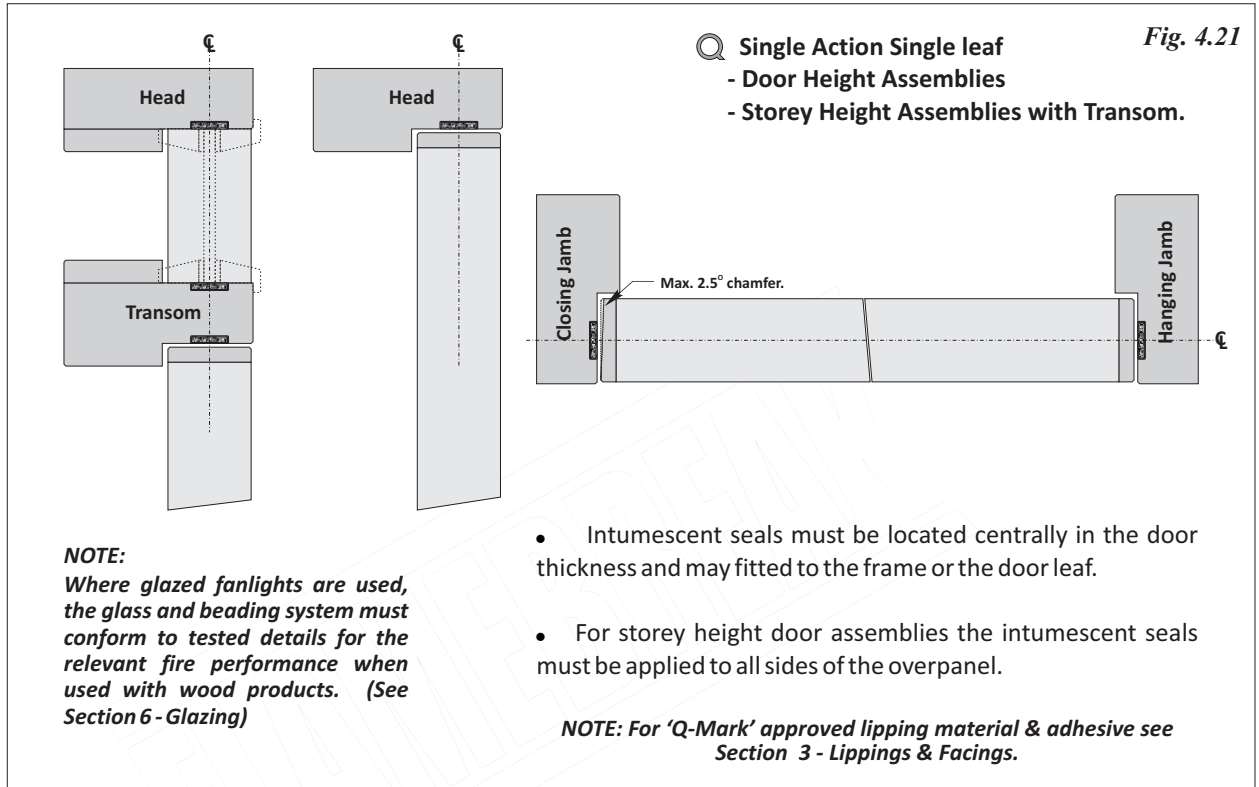 Fig. 4.21
Q Single Action Single leaf
- Door Height Assemblies
- Storey Height Assemblies with Transom.
℄
℄
Head
Head
Transom
Closing Jamb
Max. 2.5° chamfer.
Hanging Jamb
℄
NOTE:
Where glazed fanlights are used,
the glass and beading system must
conform to tested details for the
relevant fire performance when
used with wood products. (See
Section 6 - Glazing)
• Intumescent seals must be located centrally in the door
thickness and may fitted to the frame or the door leaf.
• For storey height door assemblies the intumescent seals
must be applied to all sides of the overpanel.
NOTE: For ‘Q-Mark’ approved lipping material & adhesive see
Section 3 - Lippings & Facings.
FLAMEBREAK